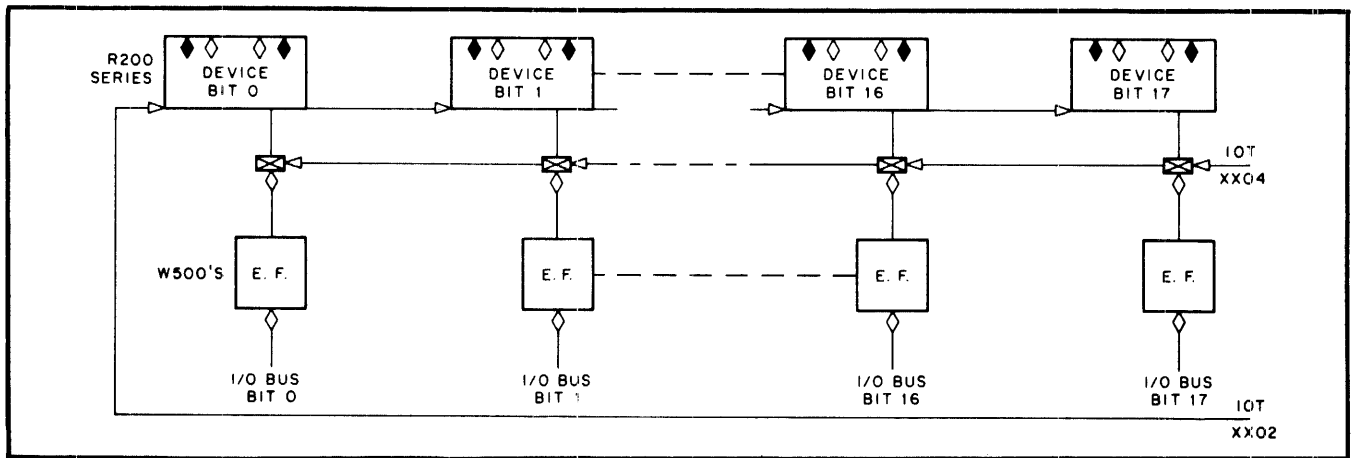 R200
SERIES
DEVICE
BIT 0
DEVICE
BIT 1
DEVICE
BIT 16
DEVICE
BIT 17
IOT
XX04
W500'S
E. F.
E. F.
E. F.
E. F.
I/O BUS
BIT 0
I/O BUS
BIT 1
I/O BUS
BIT 16
I/O BUS
BIT 17
IOT
XX02